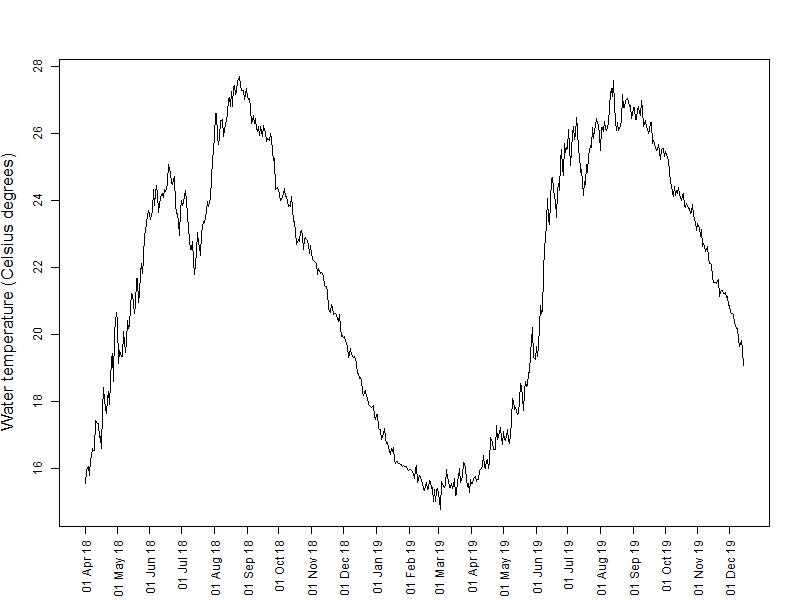 Water temperature (Celsius degrees)
28
26
24
22
20
18
16
01 Apr 18
01 May 18
01 Jun 18
01 Jul 18
01 Aug 18
01 Sep 18
01 Oct 18
01 Nov 18
01 Dec 18
01 Jan 19
01 Feb 19
01 Mar 19
01 Apr 19
01 May 19
01 Jun 19
01 Jul 19
01 Aug 19
01 Sep 19
01 Oct 19
01 Nov 19
01 Dec 19